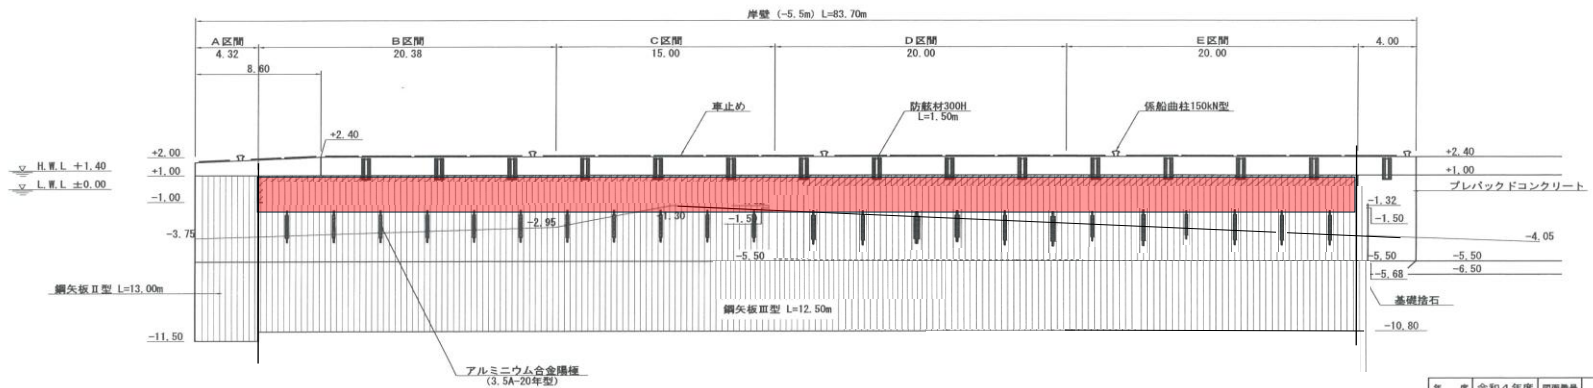 岸壁 (-5.5m) L=83.70m
A区間 B区間 C区間 D区間 E区間
4.32 20.38 15.00 20.00 20.00 4.00
8.60
車止め
防舷材300H
L=1.50m
係船曲柱150kN型
+2.40
+2.00
+2.40
H.W.L +1.40
+1.00
+1.00
L.W.L ±0.00
プレパックドコンクリート
-1.00
-1.32
-1.30
-1.50
-1.50
-2.95
-3.75
-4.05
-5.50
-5.50
-5.50
-5.68
-6.50
鋼矢板Ⅱ型 L=13.00m
鋼矢板Ⅲ型 L=12.50m
基礎捨石
-10.80
-11.50
アルミニウム合金陽極
(3.5A-20年型)